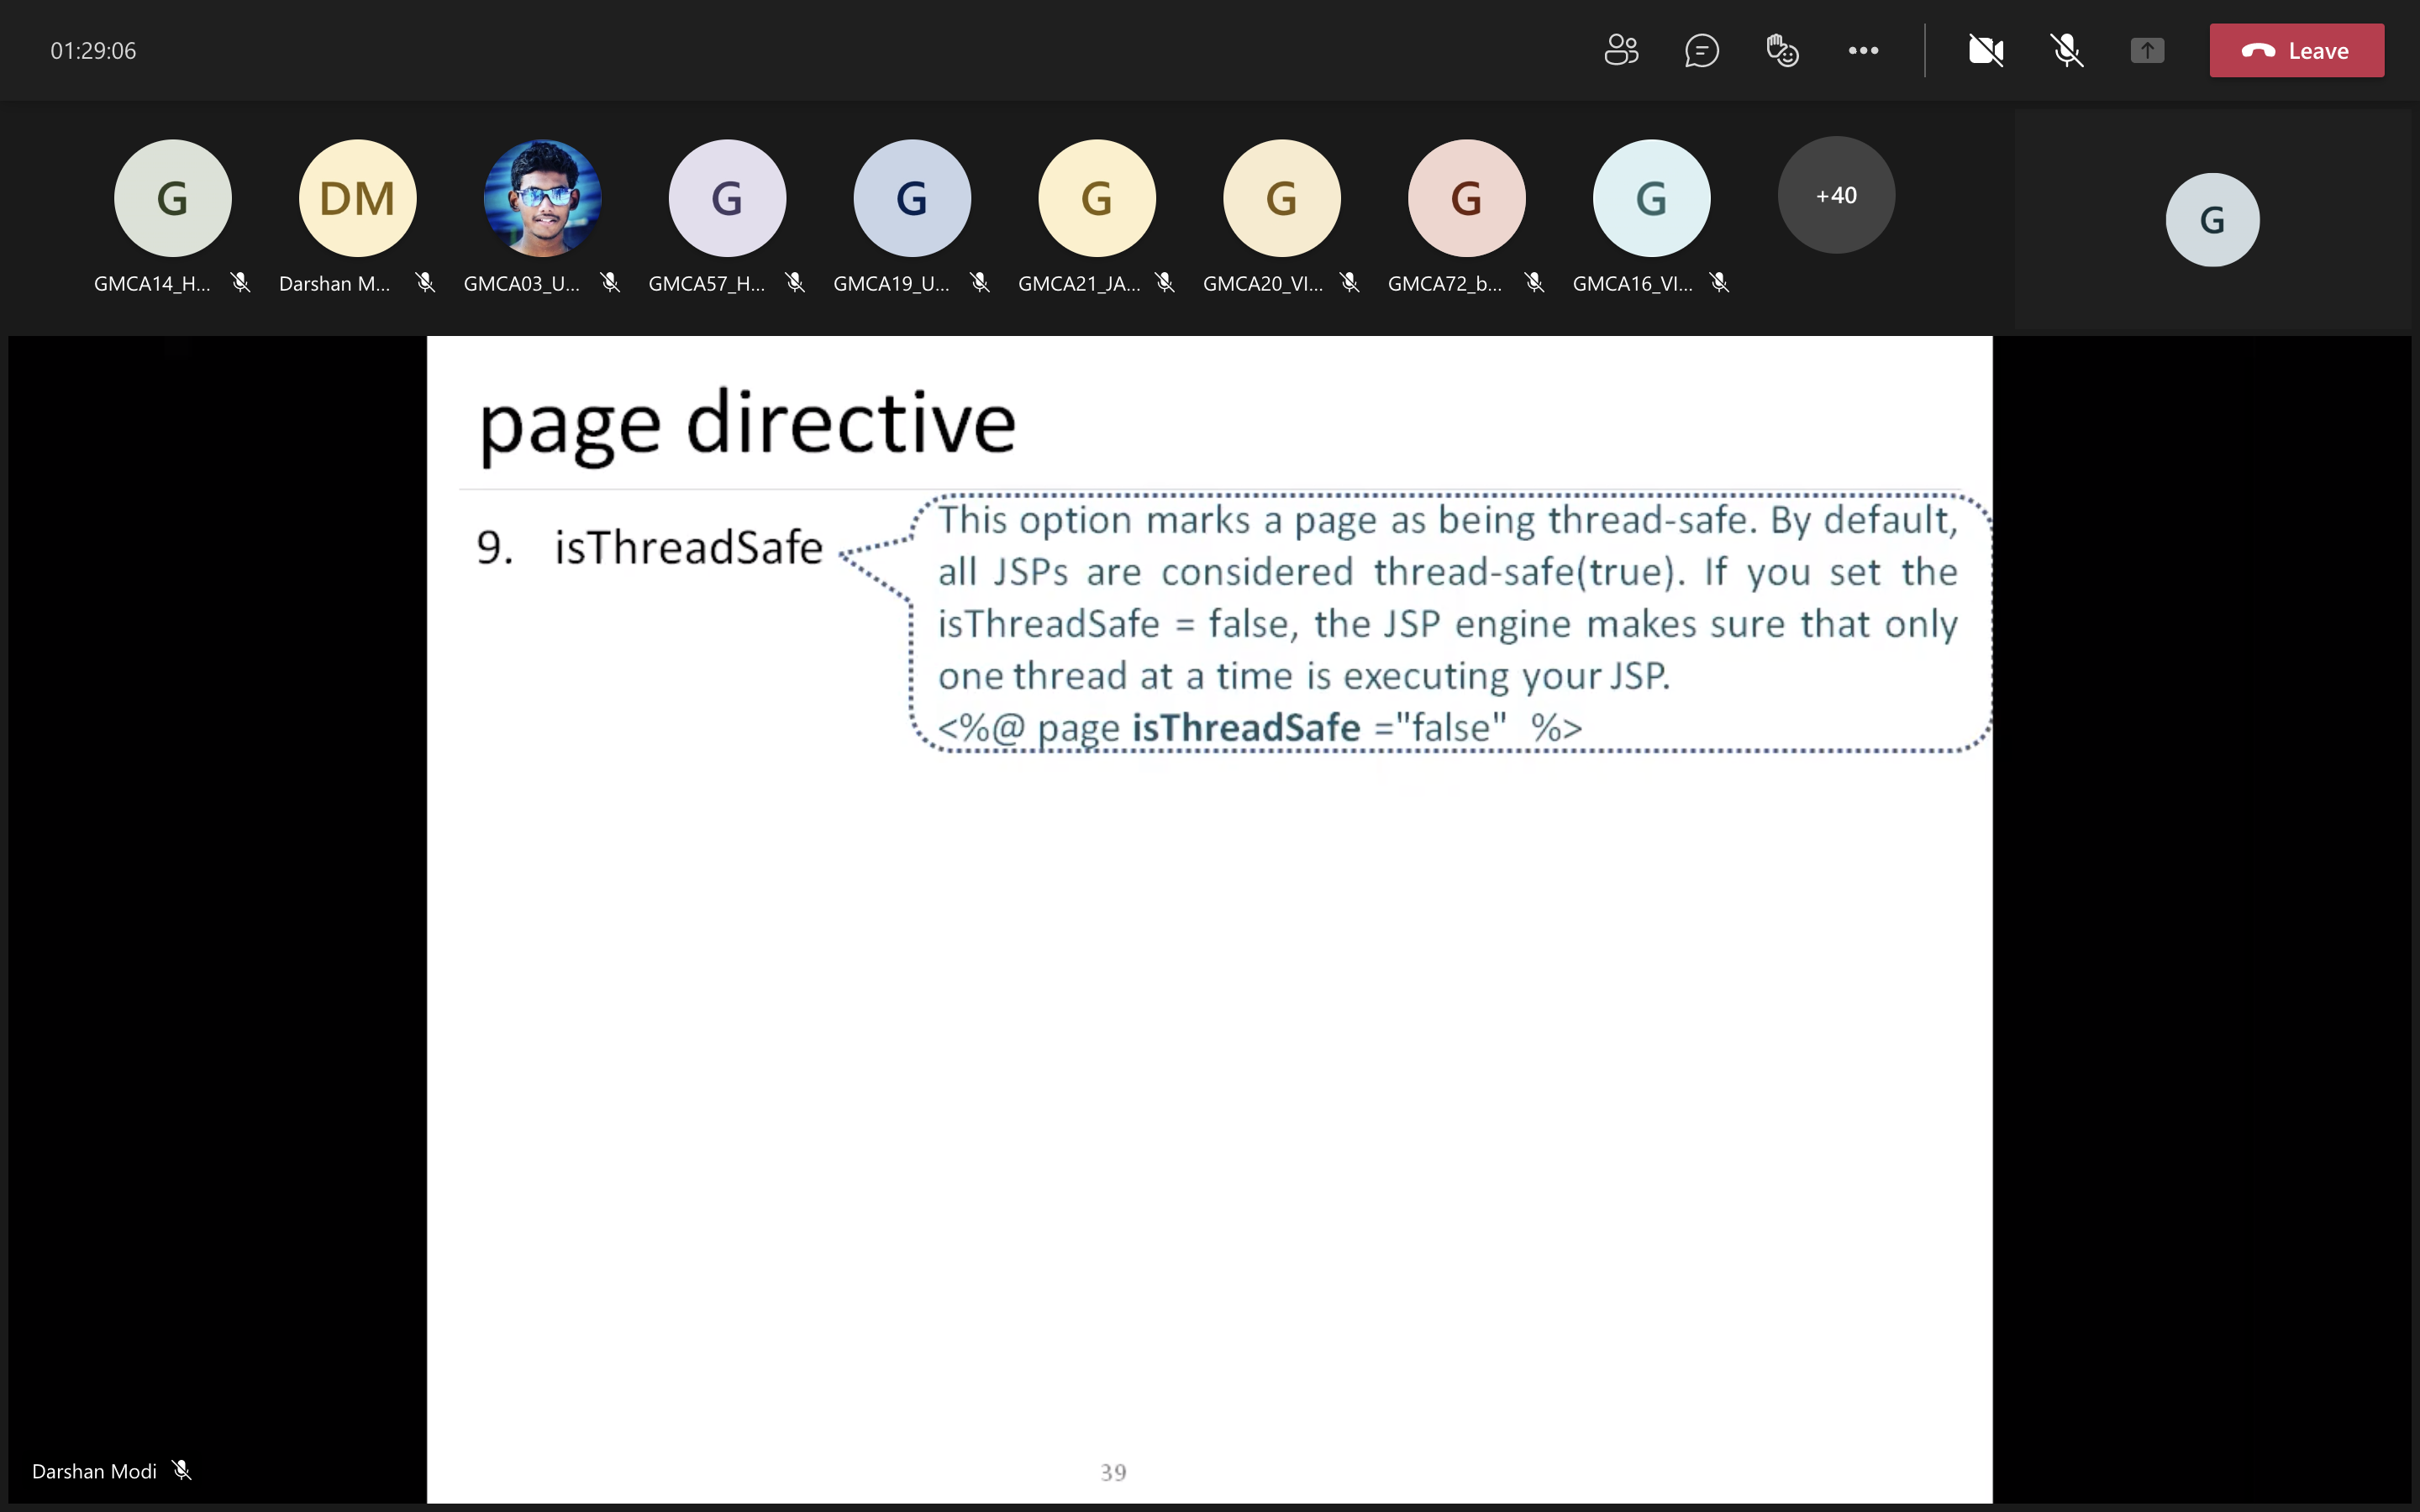 01:29:06
Leave
G
DM
G
G
G
G
G
G
+40
G
GMCA14_H...
Darshan M...
GMCA03_U...
GMCA57_H...
GMCA19_U...
GMCA21_JA...
GMCA20_VI...
GMCA72_b...
GMCA16_VI...
page directive
9. isThreadSafe
This option marks a page as being thread-safe. By default,
all JSPs are considered thread-safe(true). If you set the
isThreadSafe = false, the JSP engine makes sure that only
one thread at a time is executing your JSP.
<%@ page isThreadSafe ="false" %>
Darshan Modi
39